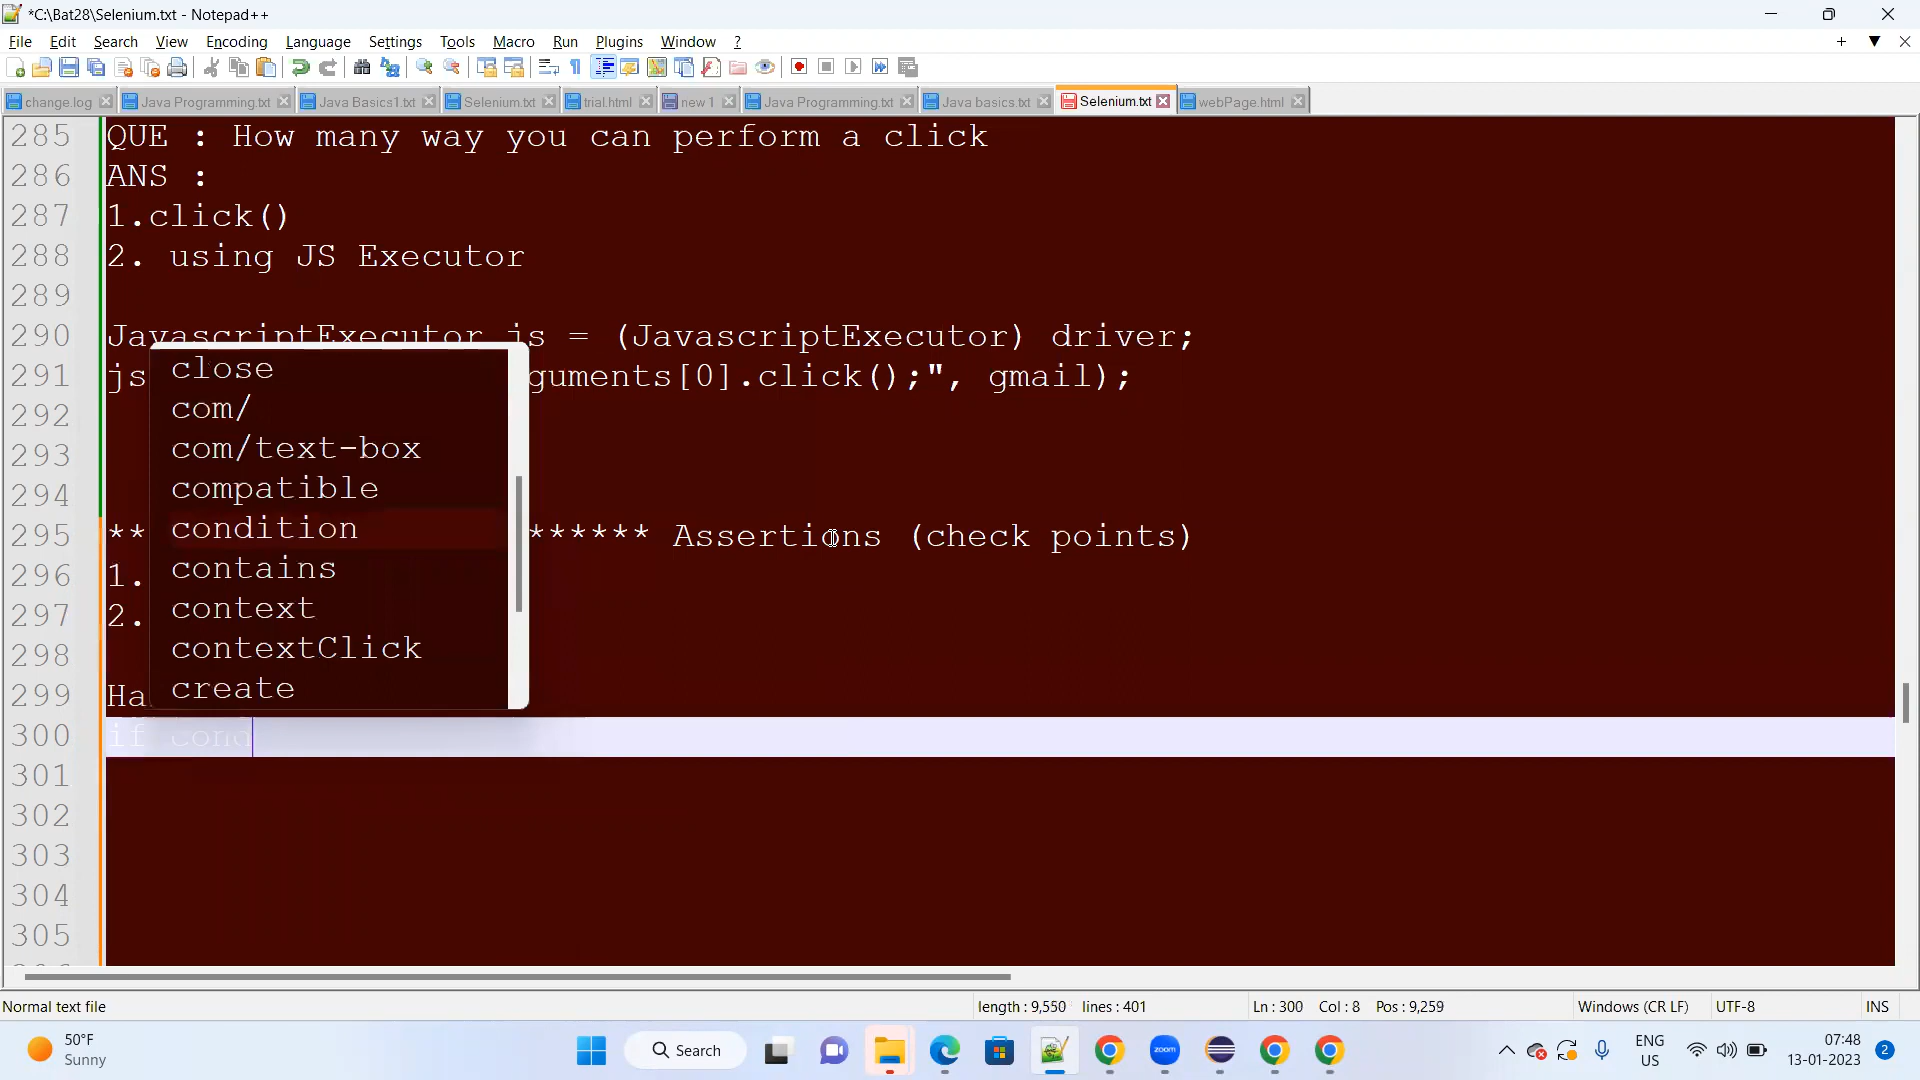 *C:\Bat28\Selenium.txt - Notepad++
File Edit Search View Encoding Language Settings Tools Macro Run Plugins Window ?
change.log Java Programming.txt Java Basics1.txt Selenium.txt trial.html new 1 Java Programming.txt Java basics.txt Selenium.txt webPage.html
285 QUE : How many way you can perform a click
286 ANS :
287 1.click()
288 2. using JS Executor
289
290 JavascriptExecutor js = (JavascriptExecutor) driver;
291 js guments[0].click();", gmail);
close
com/
com/text-box
compatible
condition
contains
context
contextClick
create
292
293
294
295 ** ****** Assertions (check points)
296 1.
297 2.
298
299 Ha
300 if cond
301
302
303
304
305
Normal text file length : 9,550 lines : 401 Ln : 300 Col : 8 Pos : 9,259 Windows (CR LF) UTF-8 INS
50°F
Sunny
Search
zoom
ENG
US
07:48
13-01-2023
2